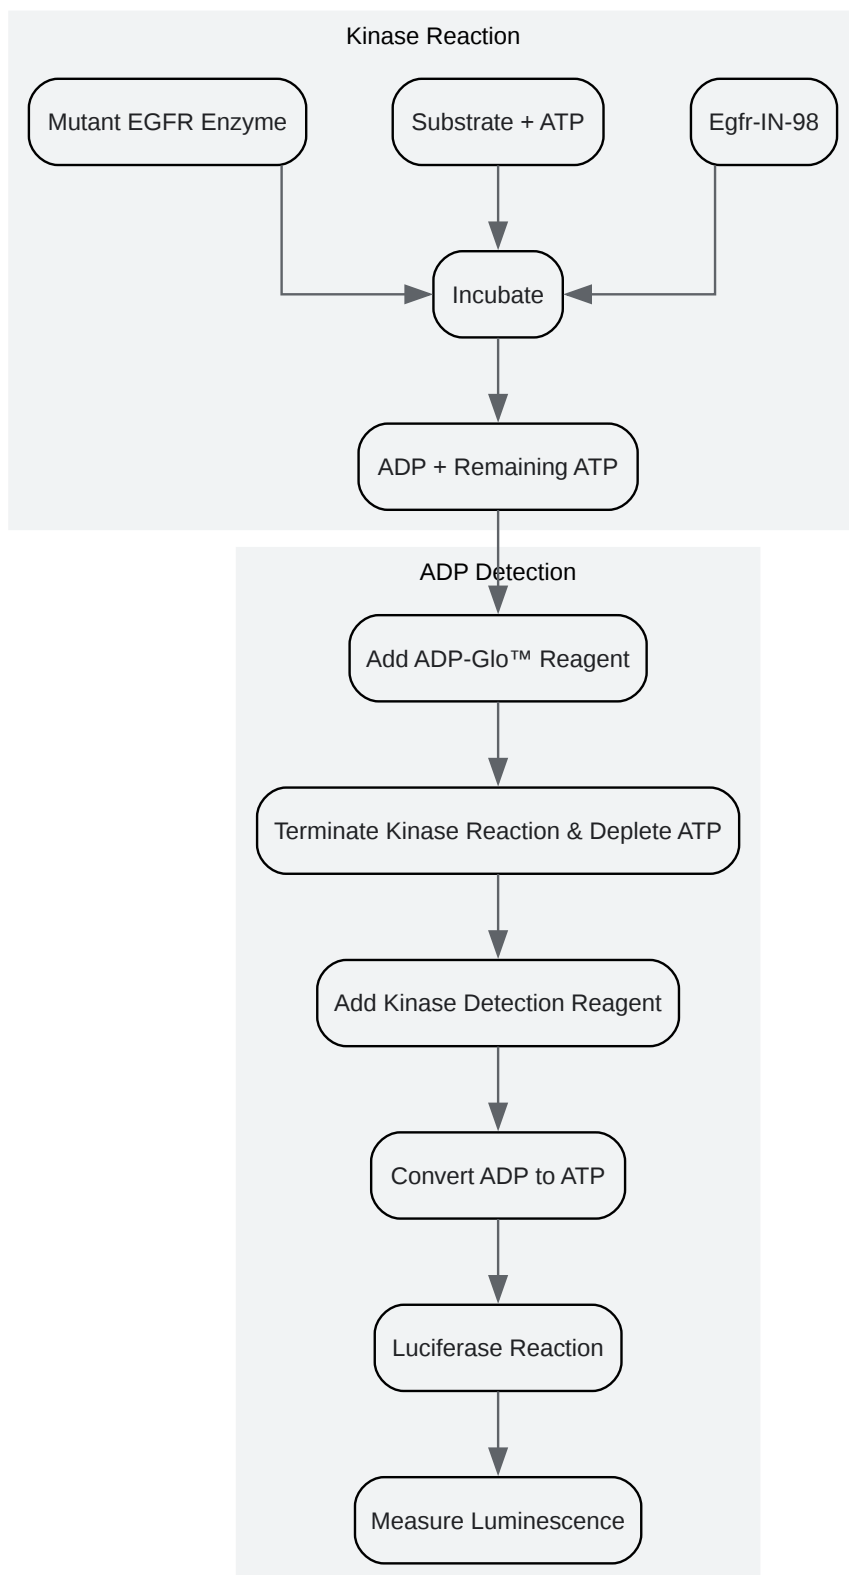 Kinase Reaction
Mutant EGFR Enzyme
Substrate + ATP
Egfr-IN-98
Incubate
ADP + Remaining ATP
ADP Detection
Add ADP-Glo™ Reagent
Terminate Kinase Reaction & Deplete ATP
Add Kinase Detection Reagent
Convert ADP to ATP
Luciferase Reaction
Measure Luminescence